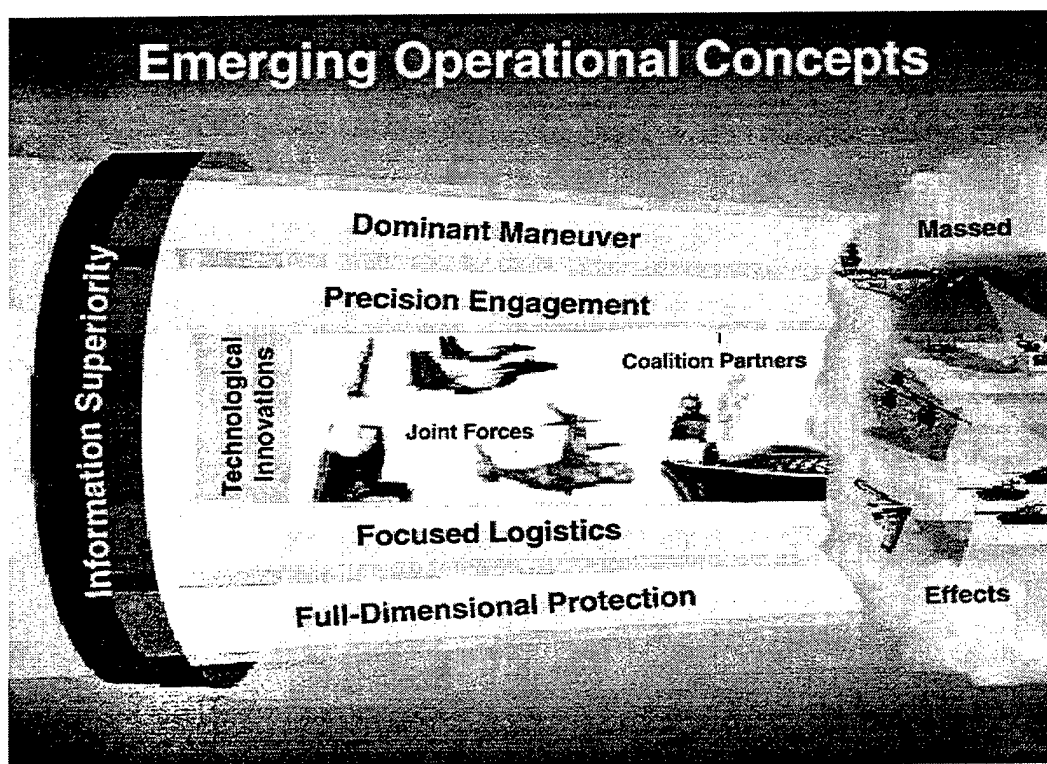 Emerging Operational Concepts
Information Superiority
Dominant Maneuver
Precision Engagement
Technological
Innovations
Joint Forces
Coalition Partners
Focused Logistics
Full-Dimensional Protection
Massed
Effects